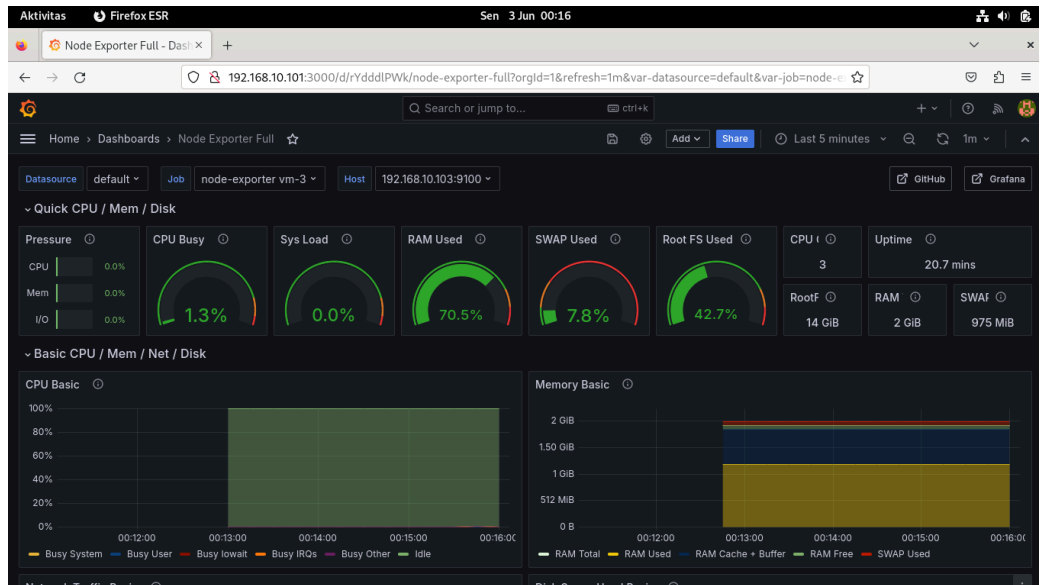 Aktivitas Firefox ESR Sen 3 Jun 00:16
Node Exporter Full - Dash
192.168.10.101:3000/d/rYdddlPWk/node-exporter-full?orgId=1&refresh=1m&var-datasource=default&var-job=node-e
Search or jump to... ctrl+k
Home › Dashboards › Node Exporter Full Add Share Last 5 minutes 1m
Datasource default Job node-exporter vm-3 Host 192.168.10.103:9100 GitHub Grafana
Quick CPU / Mem / Disk
Pressure CPU Busy Sys Load RAM Used SWAP Used Root FS Used CPU Uptime
CPU 0.0%
Mem 0.0%
I/O 0.0%
1.3% 0.0% 70.5% 7.8% 42.7%
3 20.7 mins
RootF RAM SWAF
14 GiB 2 GiB 975 MiB
Basic CPU / Mem / Net / Disk
CPU Basic
100%
80%
60%
40%
20%
0%
00:12:00 00:13:00 00:14:00 00:15:00 00:16:00
Busy System Busy User Busy Iowait Busy IRQs Busy Other Idle
Memory Basic
2 GiB
1.50 GiB
1 GiB
512 MiB
0 B
00:12:00 00:13:00 00:14:00 00:15:00 00:16:0
RAM Total RAM Used RAM Cache + Buffer RAM Free SWAP Used